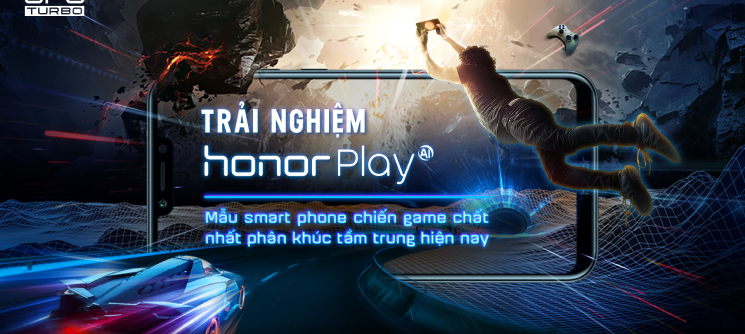 TURBO
TRẢI NGHIỆM
honor Play AI
Mẫu smart phone chiến game chất
nhất phân khúc tầm trung hiện nay